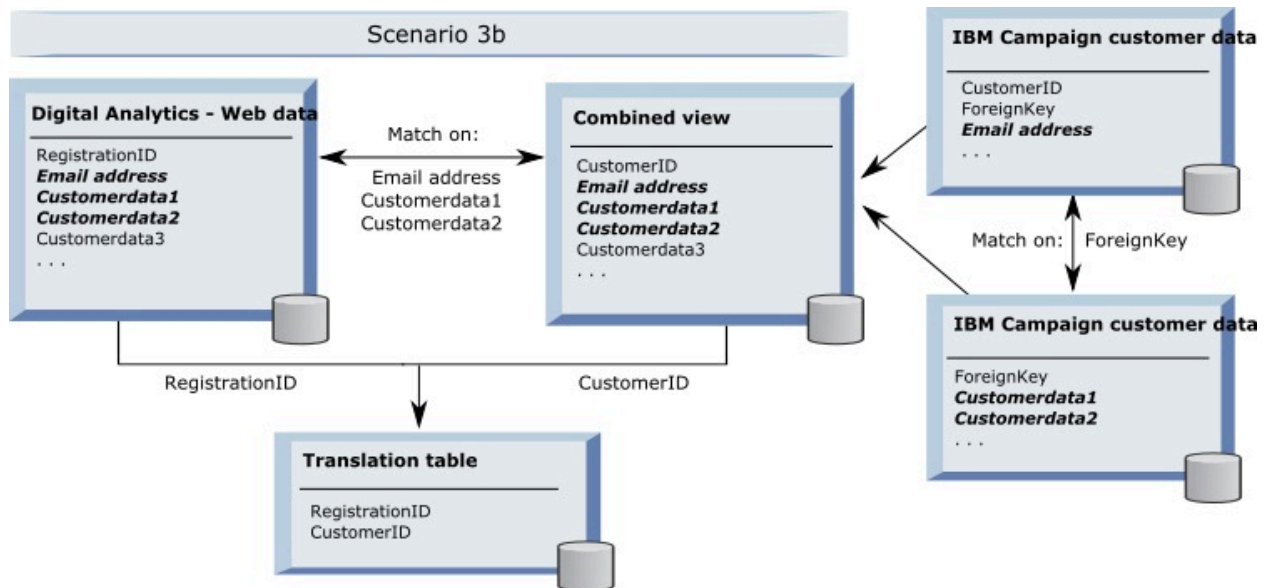 Scenario 3b
Digital Analytics - Web data
RegistrationID
Email address
Customerdata1
Customerdata2
Customerdata3
. . .
Match on:
Email address
Customerdata1
Customerdata2
Combined view
CustomerID
Email address
Customerdata1
Customerdata2
Customerdata3
. . .
IBM Campaign customer data
CustomerID
ForeignKey
Email address
. . .
Match on: ForeignKey
IBM Campaign customer data
ForeignKey
Customerdata1
Customerdata2
. . .
RegistrationID
CustomerID
Translation table
RegistrationID
CustomerID